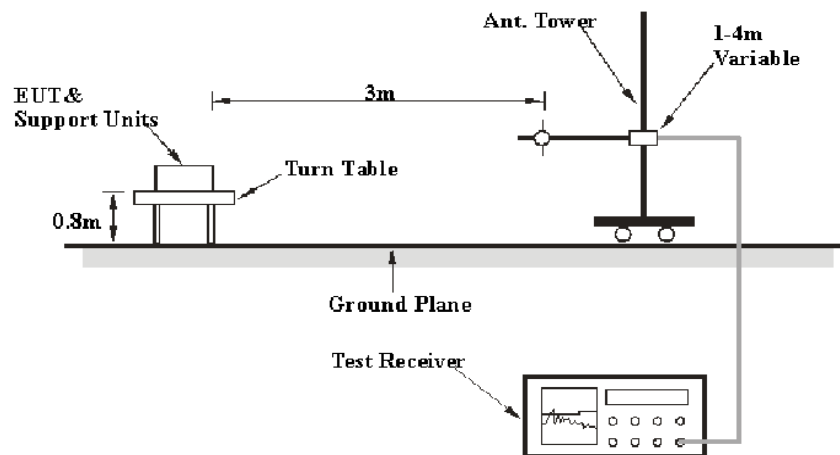 Ant. Tower
1-4m
Variable
3m
EUT&
Support Units
Turn Table
0.8m
Ground Plane
Test Receiver